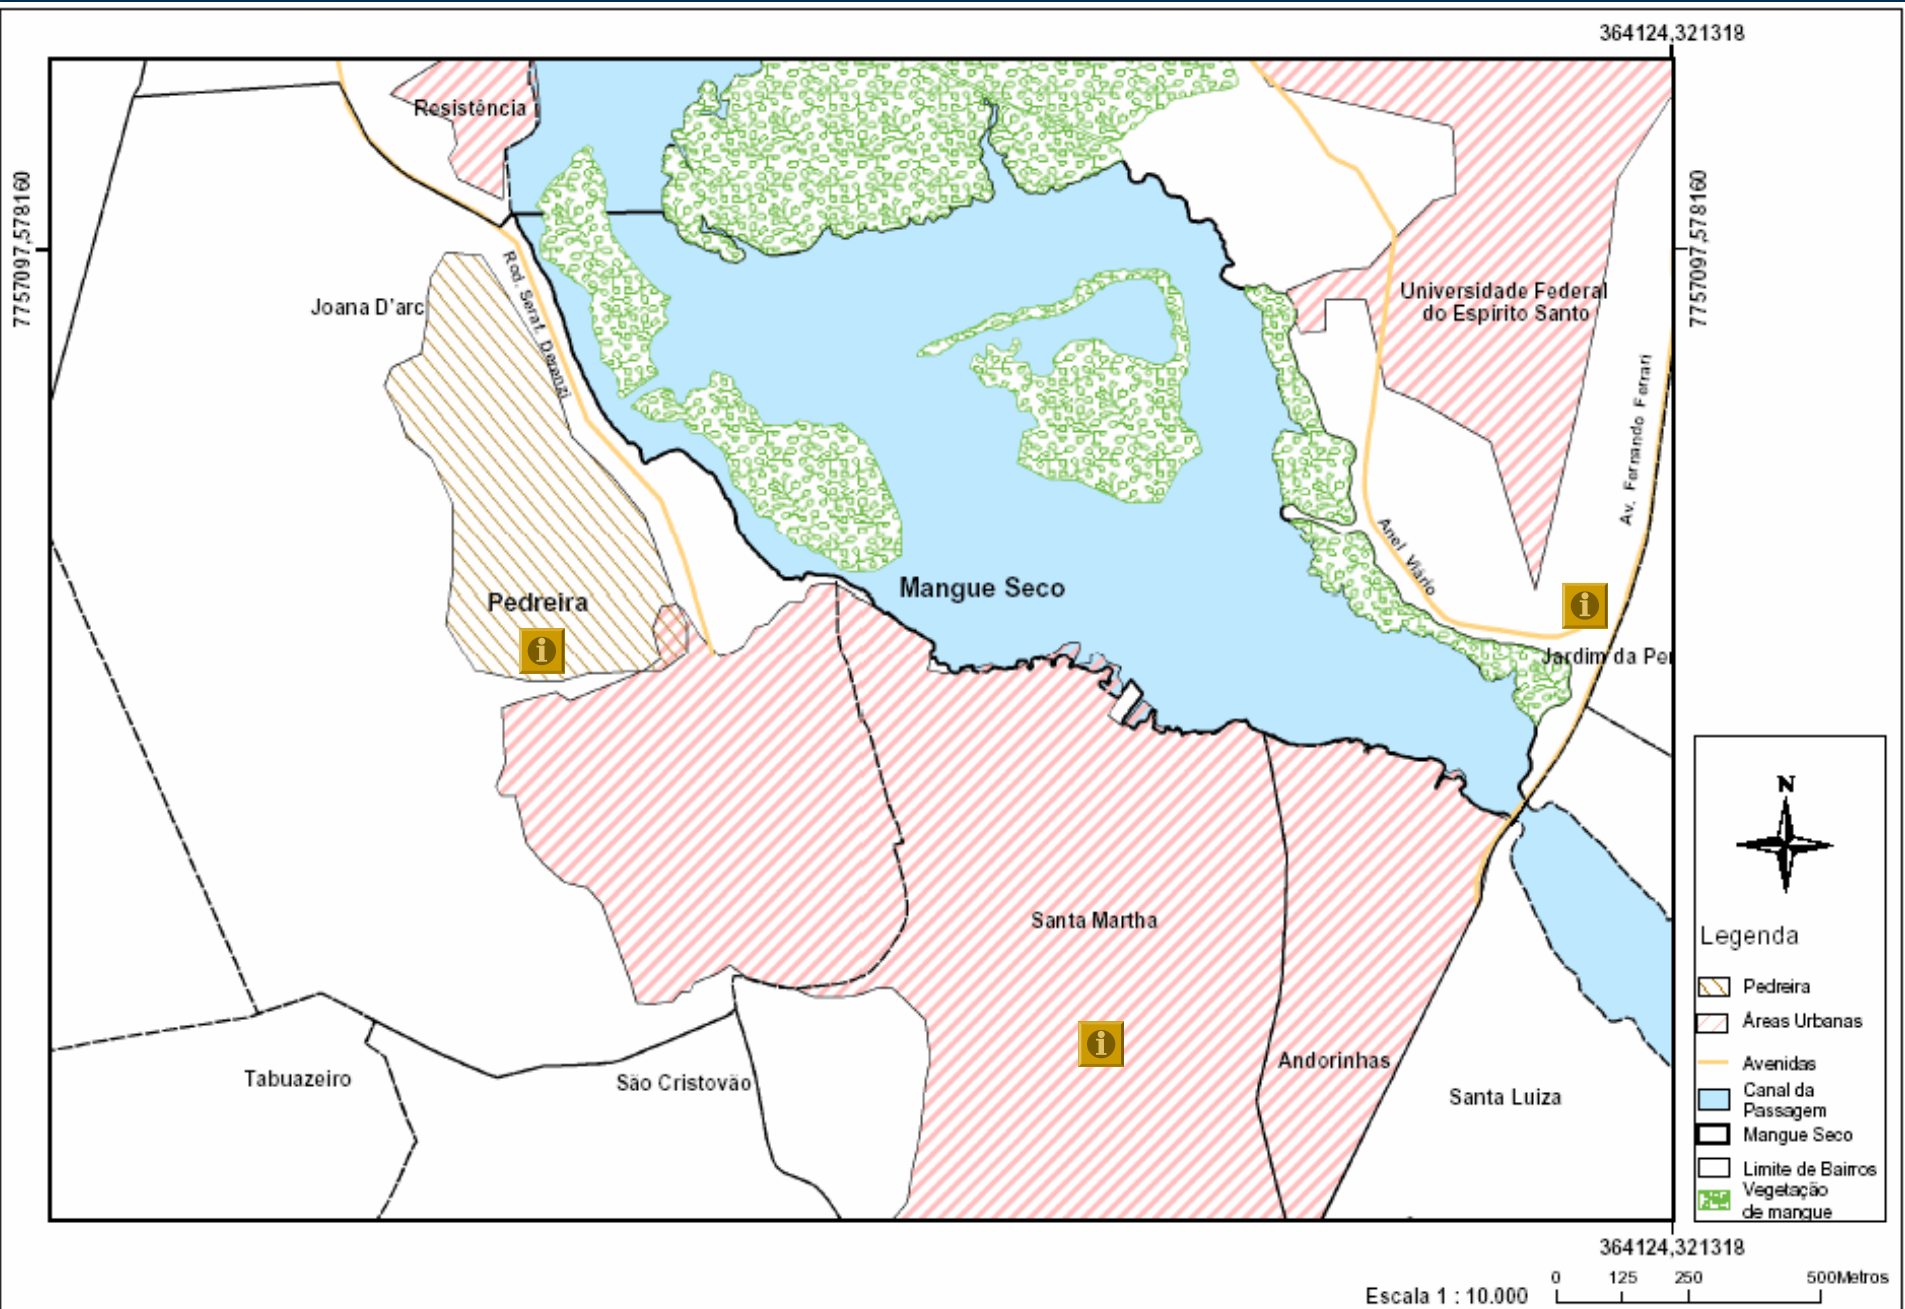 364124,321318
Resistência
7757097,578160
7757097,578160
Rod. Seraf. Derenzi
Joana D'arc
Universidade Federal
do Espírito Santo
Av. Fernando Ferrari
Anel Viário
Mangue Seco
Pedreira
Jardim da Pen
N
Santa Martha
Legenda
Pedreira
Áreas Urbanas
Avenidas
Canal da
Passagem
Mangue Seco
Limite de Bairros
Vegetação
de mangue
Andorinhas
Tabuazeiro
São Cristovão
Santa Luiza
364124,321318
0 125 250 500Metros
Escala 1 : 10.000